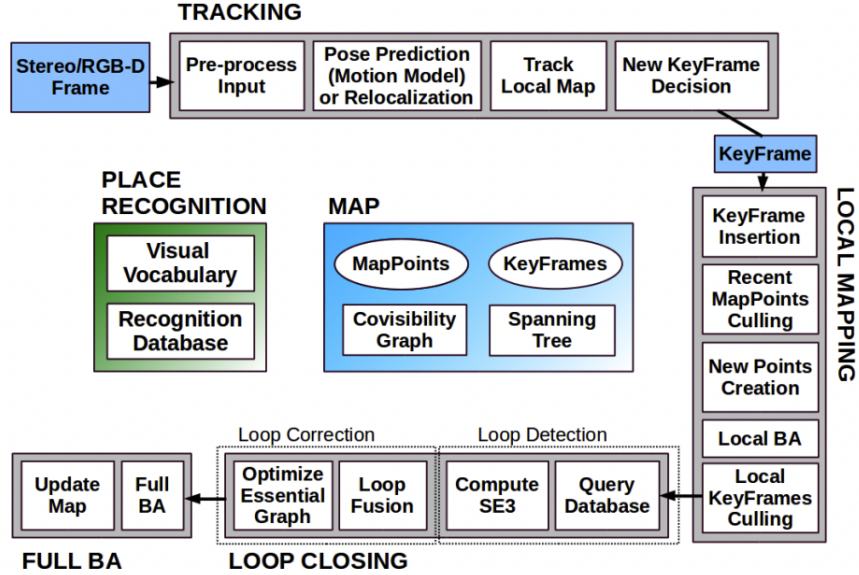 TRACKING
Stereo/RGB-D
Frame
Pre-process
Input
Pose Prediction
(Motion Model)
or Relocalization
Track
Local Map
New KeyFrame
Decision
KeyFrame
PLACE
RECOGNITION
Visual
Vocabulary
Recognition
Database
MAP
MapPoints
KeyFrames
Covisibility
Graph
Spanning
Tree
LOCAL MAPPING
KeyFrame
Insertion
Recent
MapPoints
Culling
New Points
Creation
Local BA
Local
KeyFrames
Culling
Loop Correction
Loop Detection
Update
Map
Full
BA
Optimize
Essential
Graph
Loop
Fusion
Compute
SE3
Query
Database
FULL BA
LOOP CLOSING